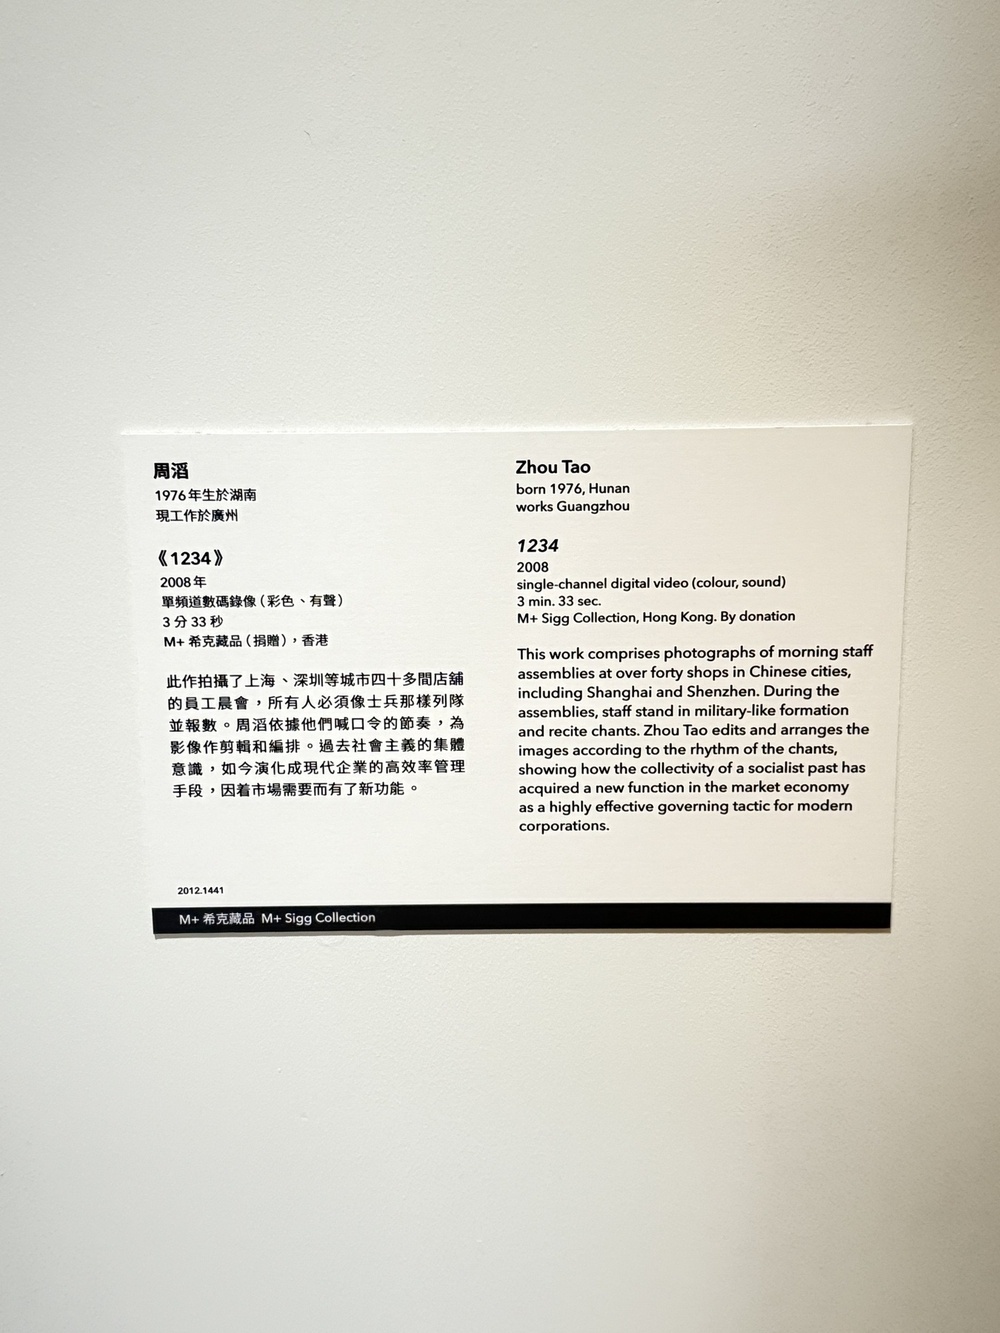 周滔
1976年生於湖南
現工作於廣州
《1234》
2008年
單頻道數碼錄像（彩色、有聲）
3 分 33 秒
M+ 希克藏品（捐贈），香港
此作拍攝了上海、深圳等城市四十多間店舖
的員工晨會，所有人必須像士兵那樣列隊
並報數。周滔依據他們喊口令的節奏，為
影像作剪輯和編排。過去社會主義的集體
意識，如今演化成現代企業的高效率管理
手段，因着市場需要而有了新功能。
2012.1441
Zhou Tao
born 1976, Hunan
works Guangzhou
1234
2008
single-channel digital video (colour, sound)
3 min. 33 sec.
M+ Sigg Collection, Hong Kong. By donation
This work comprises photographs of morning staff
assemblies at over forty shops in Chinese cities,
including Shanghai and Shenzhen. During the
assemblies, staff stand in military-like formation
and recite chants. Zhou Tao edits and arranges the
images according to the rhythm of the chants,
showing how the collectivity of a socialist past has
acquired a new function in the market economy
as a highly effective governing tactic for modern
corporations.
M+ 希克藏品 M+ Sigg Collection